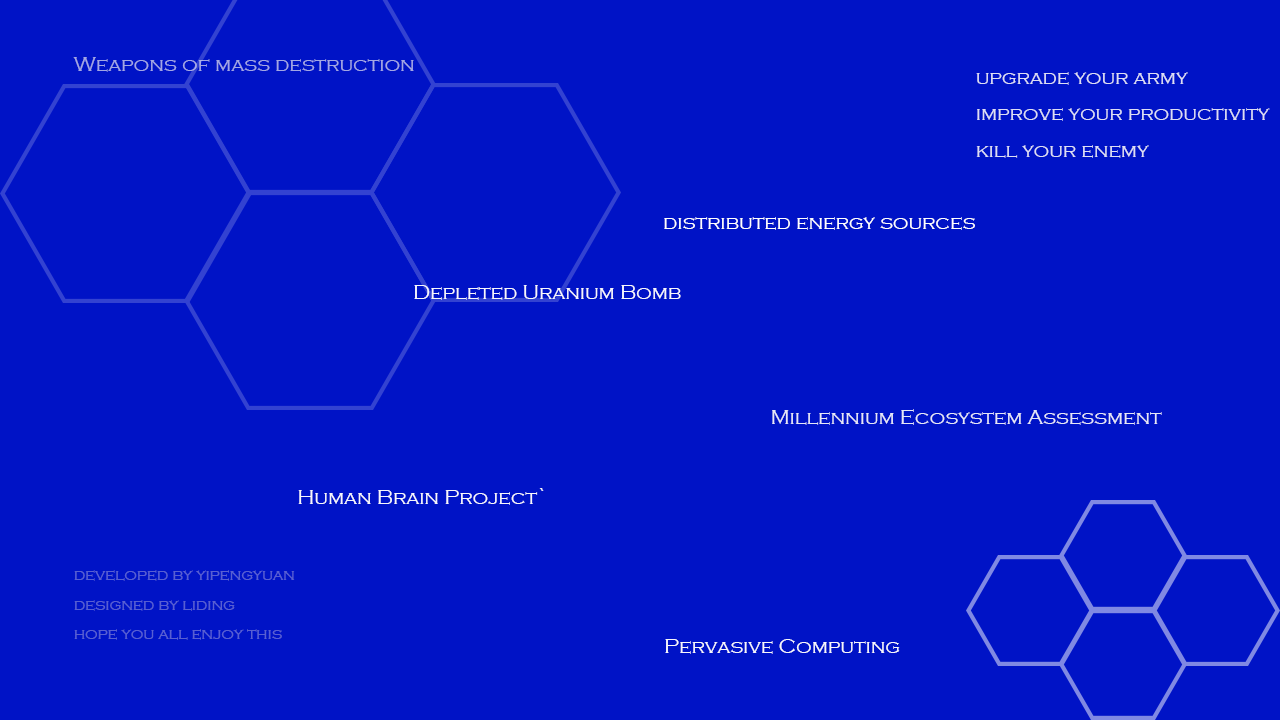 Weapons of mass destruction
upgrade your army
improve your productivity
kill your enemy
distributed energy sources
Depleted Uranium Bomb
Millennium Ecosystem Assessment
Human Brain Project`
developed by yipengyuan
designed by liding
hope you all enjoy this
Pervasive Computing